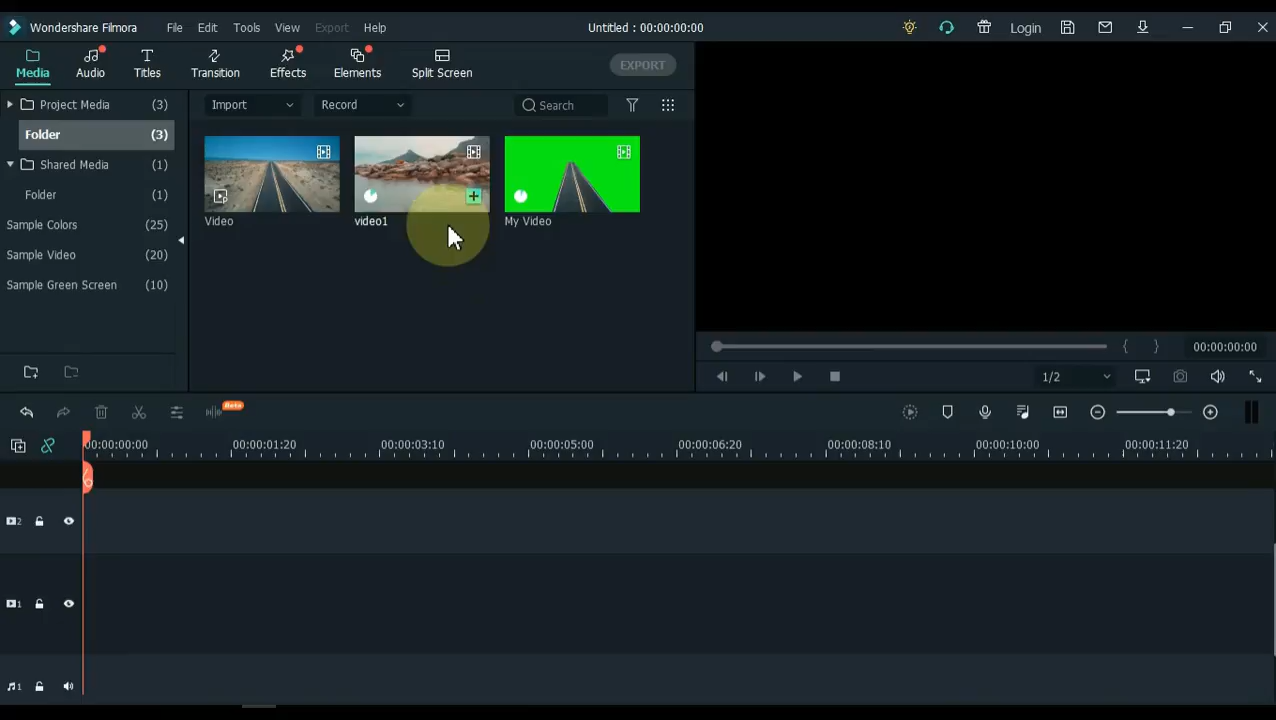 Wondershare Filmora File Edit Tools View Export Help Untitled : 00:00:00:00 Login
Media Audio Titles Transition Effects Elements Split Screen EXPORT
Project Media (3) Import Record Search
Folder (3)
Shared Media (1)
Folder (1)
Sample Colors (25)
Sample Video (20)
Sample Green Screen (10)
Video video1 My Video
00:00:00:00
1/2
Beta
00:00:00:00 00:00:01:20 00:00:03:10 00:00:05:00 00:00:06:20 00:00:08:10 00:00:10:00 00:00:11:20
2
1
1